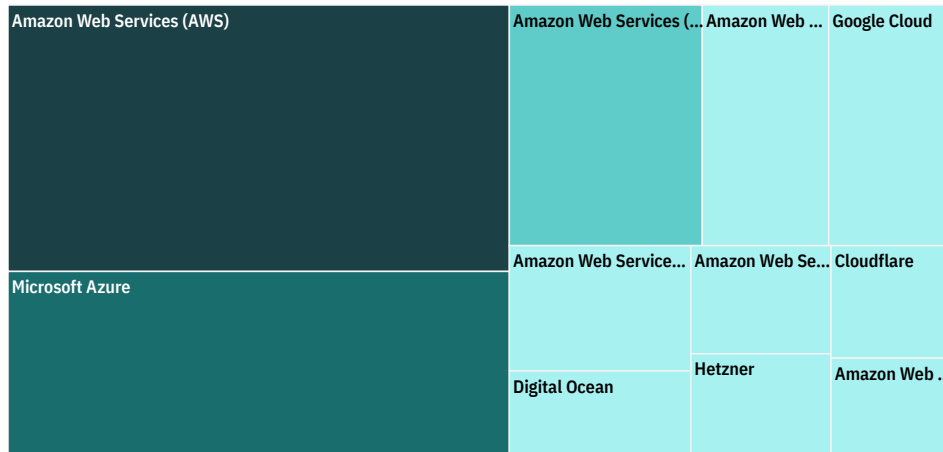 Amazon Web Services (AWS)
Amazon Web Services (...
Amazon Web ...
Google Cloud
Microsoft Azure
Amazon Web Service...
Amazon Web Se...
Cloudflare
Digital Ocean
Hetzner
Amazon Web .